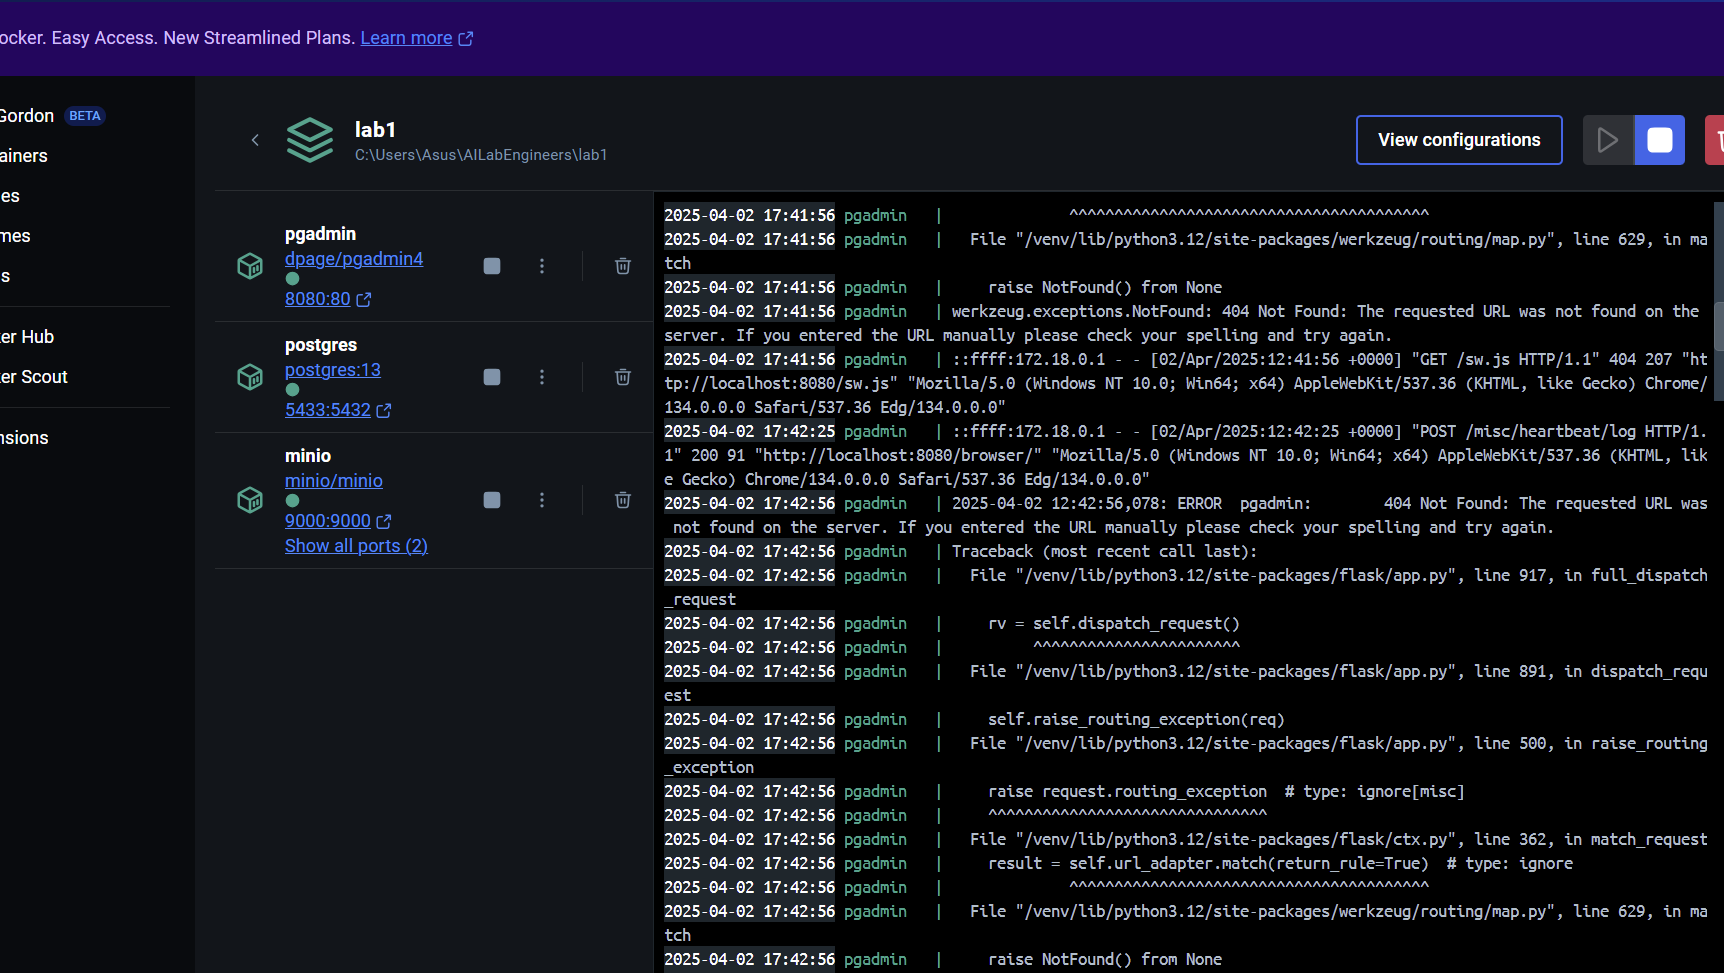 ocker. Easy Access. New Streamlined Plans. Learn more
Gordon BETA
ainers
es
mes
s
er Hub
er Scout
nsions
lab1
C:\Users\Asus\AILabEngineers\lab1
View configurations
pgadmin
dpage/pgadmin4
8080:80
postgres
postgres:13
5433:5432
minio
minio/minio
9000:9000
Show all ports (2)
2025-04-02 17:41:56 pgadmin | ^^^^^^^^^^^^^^^^^^^^^^^^^^^^^^^^^^^^^^^^
2025-04-02 17:41:56 pgadmin | File "/venv/lib/python3.12/site-packages/werkzeug/routing/map.py", line 629, in ma
tch
2025-04-02 17:41:56 pgadmin | raise NotFound() from None
2025-04-02 17:41:56 pgadmin | werkzeug.exceptions.NotFound: 404 Not Found: The requested URL was not found on the
server. If you entered the URL manually please check your spelling and try again.
2025-04-02 17:41:56 pgadmin | ::ffff:172.18.0.1 - - [02/Apr/2025:12:41:56 +0000] "GET /sw.js HTTP/1.1" 404 207 "ht
tp://localhost:8080/sw.js" "Mozilla/5.0 (Windows NT 10.0; Win64; x64) AppleWebKit/537.36 (KHTML, like Gecko) Chrome/
134.0.0.0 Safari/537.36 Edg/134.0.0.0"
2025-04-02 17:42:25 pgadmin | ::ffff:172.18.0.1 - - [02/Apr/2025:12:42:25 +0000] "POST /misc/heartbeat/log HTTP/1.
1" 200 91 "http://localhost:8080/browser/" "Mozilla/5.0 (Windows NT 10.0; Win64; x64) AppleWebKit/537.36 (KHTML, lik
e Gecko) Chrome/134.0.0.0 Safari/537.36 Edg/134.0.0.0"
2025-04-02 17:42:56 pgadmin | 2025-04-02 12:42:56,078: ERROR pgadmin: 404 Not Found: The requested URL was
not found on the server. If you entered the URL manually please check your spelling and try again.
2025-04-02 17:42:56 pgadmin | Traceback (most recent call last):
2025-04-02 17:42:56 pgadmin | File "/venv/lib/python3.12/site-packages/flask/app.py", line 917, in full_dispatch
_request
2025-04-02 17:42:56 pgadmin | rv = self.dispatch_request()
2025-04-02 17:42:56 pgadmin | ^^^^^^^^^^^^^^^^^^^^^^^
2025-04-02 17:42:56 pgadmin | File "/venv/lib/python3.12/site-packages/flask/app.py", line 891, in dispatch_requ
est
2025-04-02 17:42:56 pgadmin | self.raise_routing_exception(req)
2025-04-02 17:42:56 pgadmin | File "/venv/lib/python3.12/site-packages/flask/app.py", line 500, in raise_routing
_exception
2025-04-02 17:42:56 pgadmin | raise request.routing_exception # type: ignore[misc]
2025-04-02 17:42:56 pgadmin | ^^^^^^^^^^^^^^^^^^^^^^^^^^^^^^^
2025-04-02 17:42:56 pgadmin | File "/venv/lib/python3.12/site-packages/flask/ctx.py", line 362, in match_request
2025-04-02 17:42:56 pgadmin | result = self.url_adapter.match(return_rule=True) # type: ignore
2025-04-02 17:42:56 pgadmin | ^^^^^^^^^^^^^^^^^^^^^^^^^^^^^^^^^^^^^^^^
2025-04-02 17:42:56 pgadmin | File "/venv/lib/python3.12/site-packages/werkzeug/routing/map.py", line 629, in ma
tch
2025-04-02 17:42:56 pgadmin | raise NotFound() from None